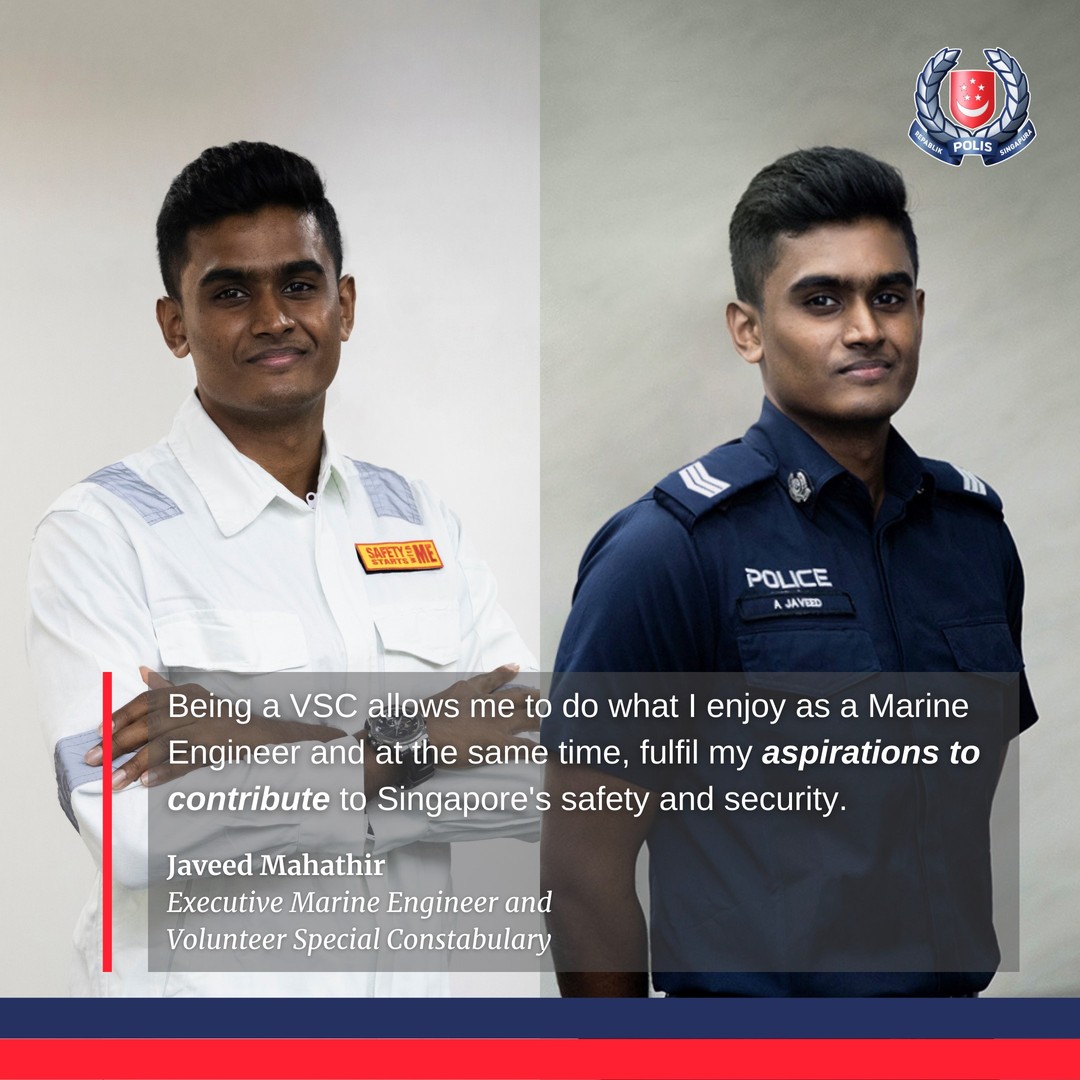 REPABLIK POLIS SINGAPURA
SAFETY STARTS WITH ME
POLICE
A JAVEED
Being a VSC allows me to do what I enjoy as a Marine
Engineer and at the same time, fulfil my aspirations to
contribute to Singapore's safety and security.
Javeed Mahathir
Executive Marine Engineer and
Volunteer Special Constabulary